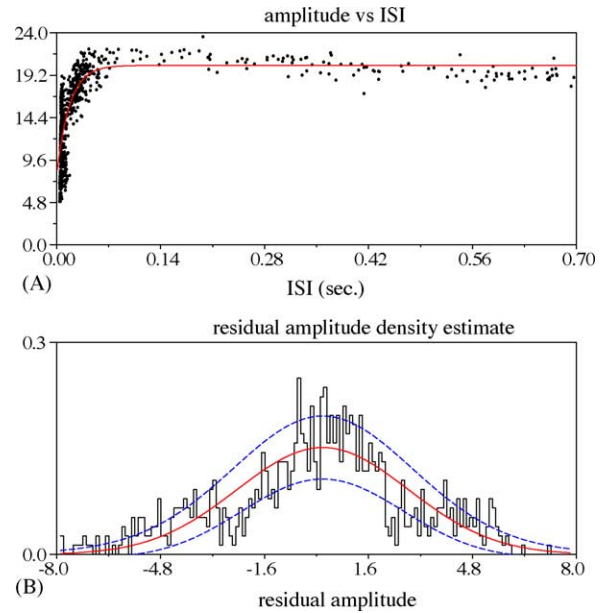 amplitude vs ISI
24.0
19.2
14.4
9.6
4.8
0.0
0.00 0.14 0.28 0.42 0.56 0.70
(A) ISI (sec.)
residual amplitude density estimate
0.3
0.0
-8.0 -4.8 -1.6 1.6 4.8 8.0
(B) residual amplitude